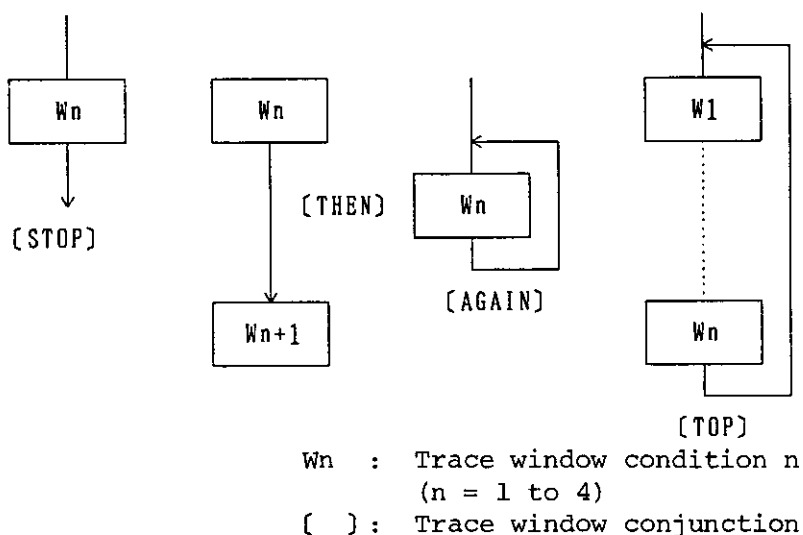 Wn
[STOP]
Wn
[THEN]
Wn+1
Wn
[AGAIN]
W1
Wn
[TOP]
Wn : Trace window condition n
(n = 1 to 4)
[ ] : Trace window conjunction